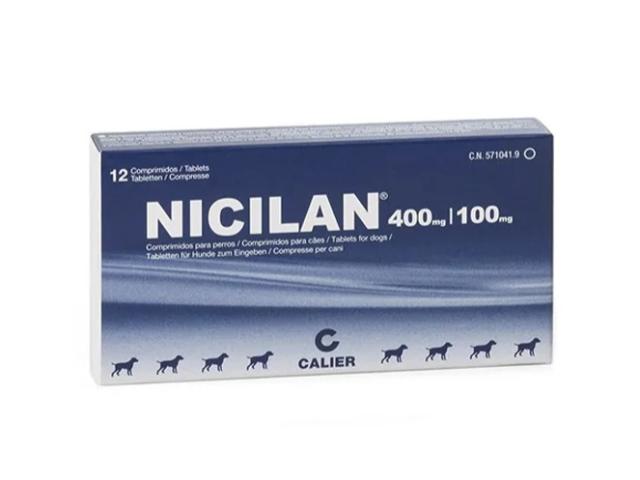 12 Comprimidos / Tablets
Tabletten / Compresse
C.N. 571041.9
NICILAN® 400mg | 100mg
Comprimidos para perros / Comprimidos para cães / Tablets for dogs /
Tabletten für Hunde zum Eingeben / Compresse per cani
C
CALIER